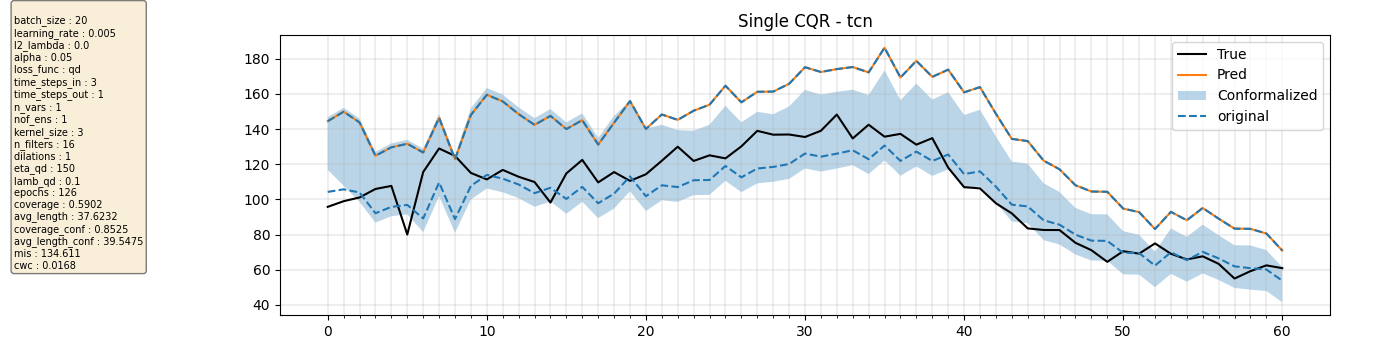 batch_size : 20
learning_rate : 0.005
l2_lambda : 0.0
alpha : 0.05
loss_func : qd
time_steps_in : 3
time_steps_out : 1
n_vars : 1
nof_ens : 1
kernel_size : 3
n_filters : 16
dilations : 1
eta_qd : 150
lamb_qd : 0.1
epochs : 126
coverage : 0.5902
avg_length : 37.6232
coverage_conf : 0.8525
avg_length_conf : 39.5475
mis : 134.611
cwc : 0.0168
Single CQR - tcn
180
160
140
120
100
80
60
40
0 10 20 30 40 50 60
True
Pred
Conformalized
original